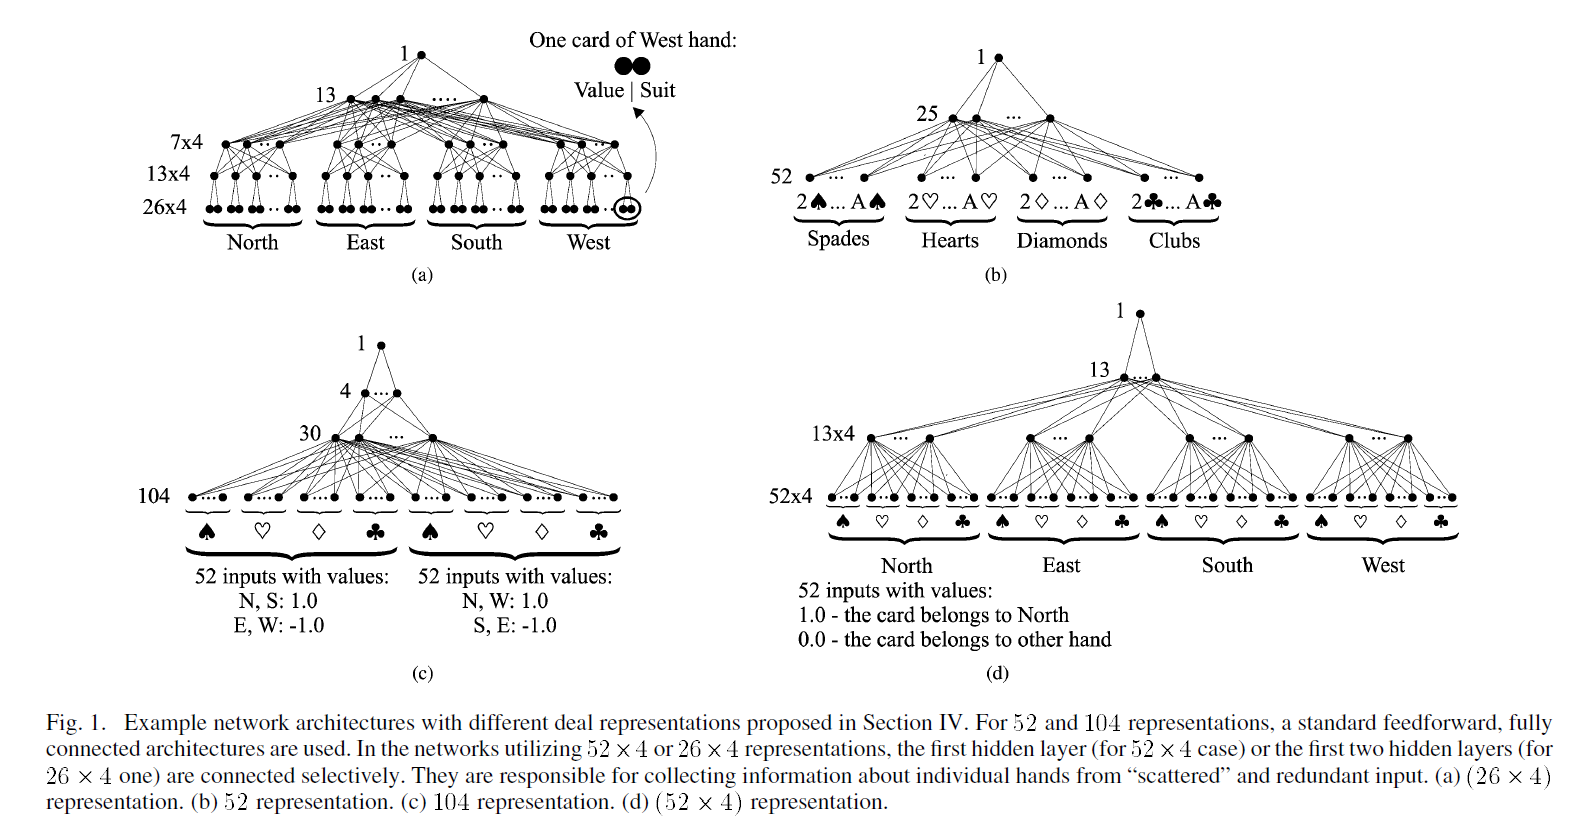 One card of West hand:
Value | Suit
1
13
7x4
13x4
26x4
North East South West
(a)
1
25
52
2♠... A♠ 2♡... A♡ 2♢... A♢ 2♣... A♣
Spades Hearts Diamonds Clubs
(b)
1
4
30
104
♠ ♡ ♢ ♣ ♠ ♡ ♢ ♣
52 inputs with values: 52 inputs with values:
N, S: 1.0 N, W: 1.0
E, W: -1.0 S, E: -1.0
(c)
1
13
13x4
52x4
♠ ♡ ♢ ♣ ♠ ♡ ♢ ♣ ♠ ♡ ♢ ♣ ♠ ♡ ♢ ♣
North East South West
52 inputs with values:
1.0 - the card belongs to North
0.0 - the card belongs to other hand
(d)
Fig. 1. Example network architectures with different deal representations proposed in Section IV. For 52 and 104 representations, a standard feedforward, fully
connected architectures are used. In the networks utilizing 52 × 4 or 26 × 4 representations, the first hidden layer (for 52 × 4 case) or the first two hidden layers (for
26 × 4 one) are connected selectively. They are responsible for collecting information about individual hands from “scattered” and redundant input. (a) (26 × 4)
representation. (b) 52 representation. (c) 104 representation. (d) (52 × 4) representation.